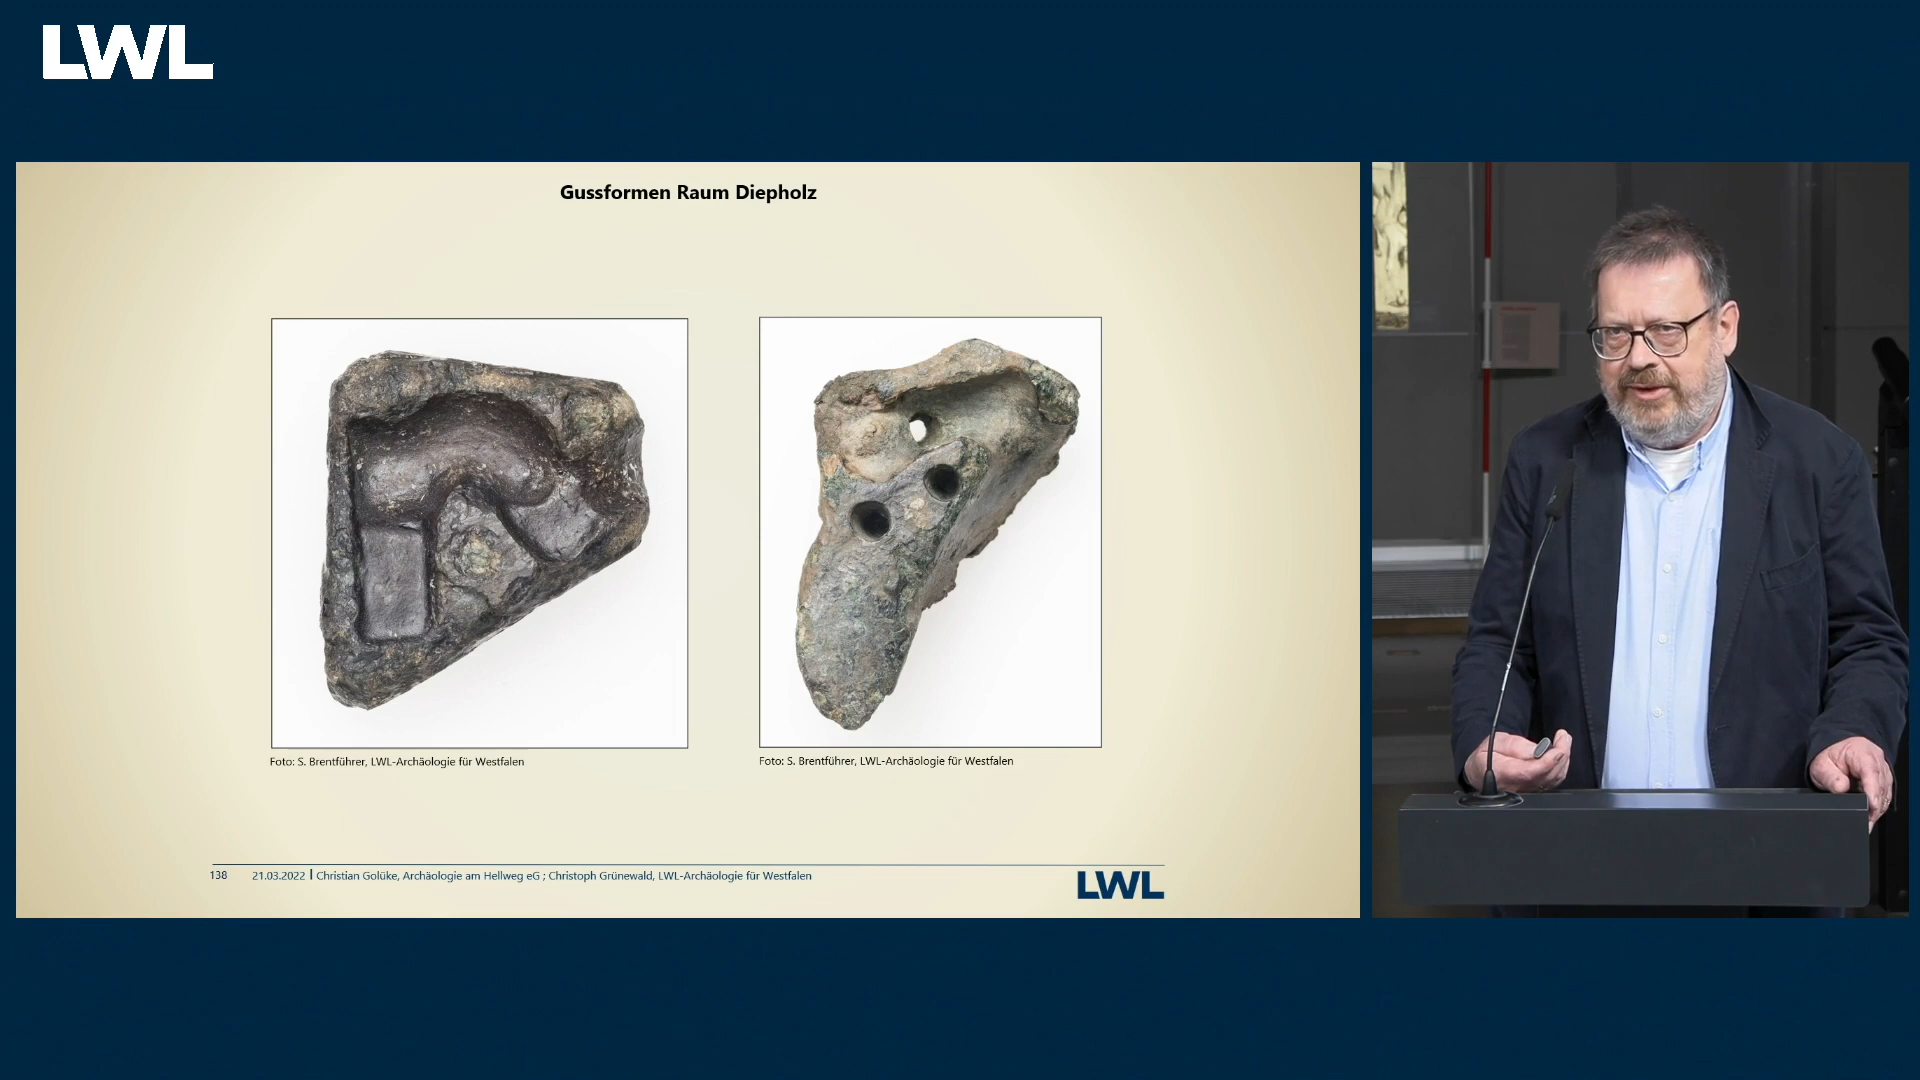 LWL
Gussformen Raum Diepholz
Foto: S. Brentführer, LWL-Archäologie für Westfalen
Foto: S. Brentführer, LWL-Archäologie für Westfalen
138 21.03.2022 | Christian Golüke, Archäologie am Hellweg eG ; Christoph Grünewald, LWL-Archäologie für Westfalen
LWL